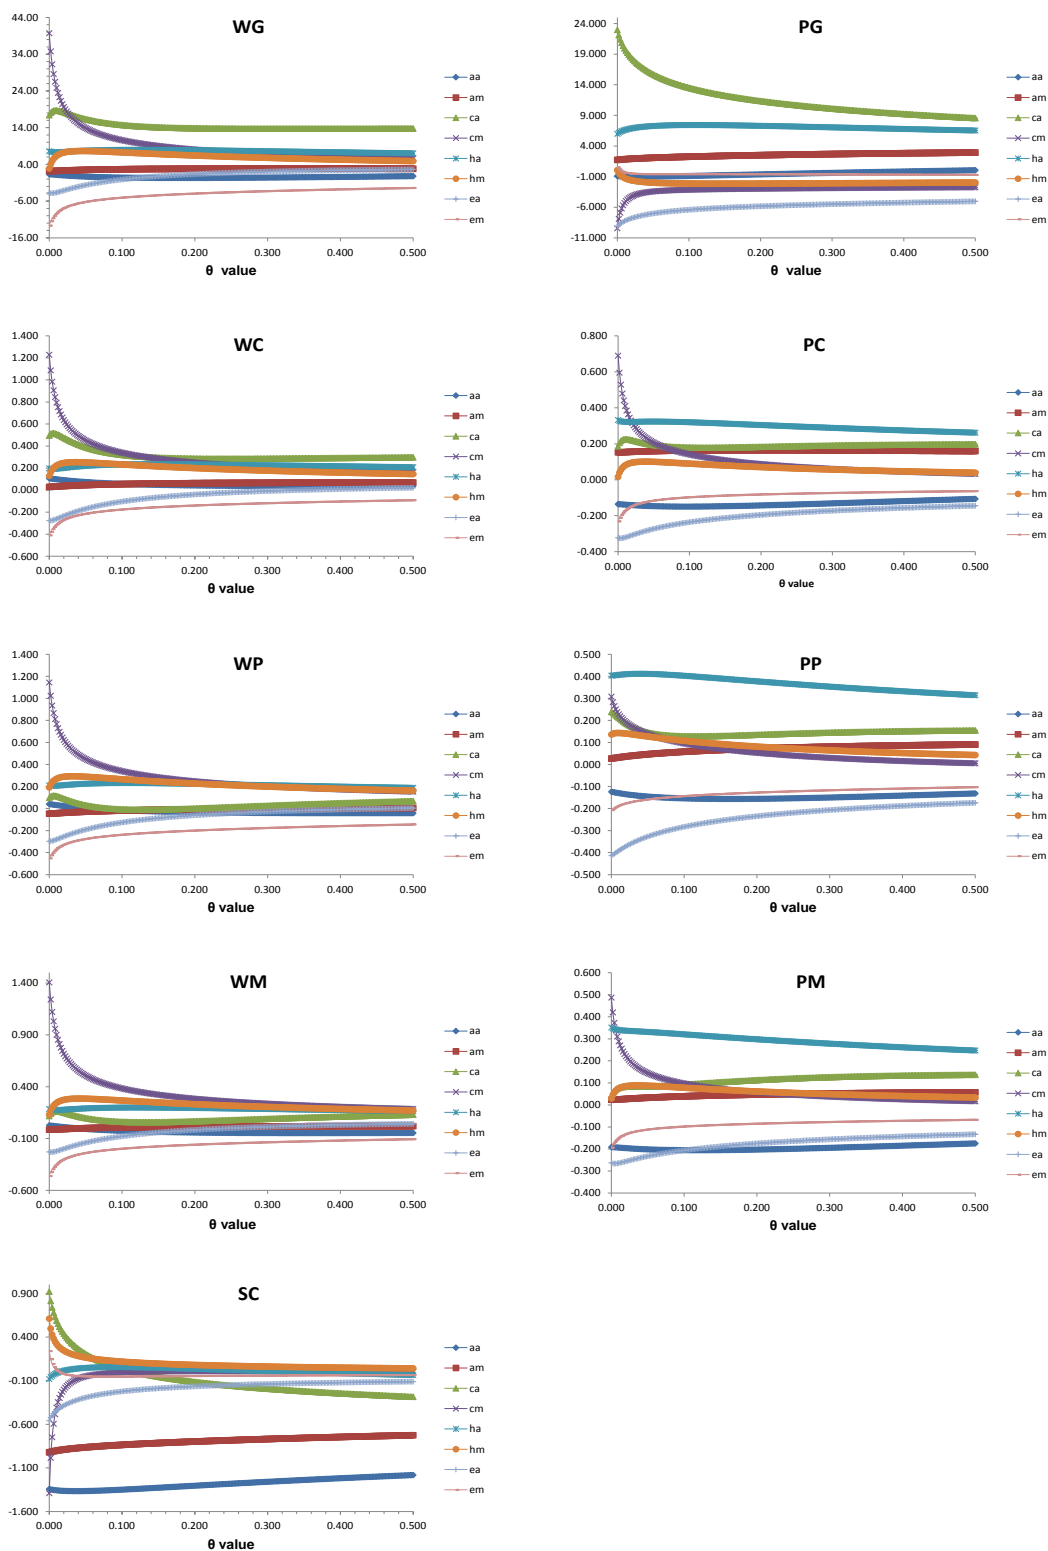 WG
44.00
34.00
24.00
14.00
4.00
-6.00
-16.00
0.000 0.100 0.200 0.300 0.400 0.500
θ value
aa
am
ca
cm
ha
hm
ea
em
PG
24.000
19.000
14.000
9.000
4.000
-1.000
-6.000
-11.000
0.000 0.100 0.200 0.300 0.400 0.500
θ value
aa
am
ca
cm
ha
hm
ea
em
WC
1.400
1.200
1.000
0.800
0.600
0.400
0.200
0.000
-0.200
-0.400
-0.600
0.000 0.100 0.200 0.300 0.400 0.500
θ value
aa
am
ca
cm
ha
hm
ea
em
PC
0.800
0.600
0.400
0.200
0.000
-0.200
-0.400
0.000 0.100 0.200 0.300 0.400 0.500
θ value
aa
am
ca
cm
ha
hm
ea
em
WP
1.400
1.200
1.000
0.800
0.600
0.400
0.200
0.000
-0.200
-0.400
-0.600
0.000 0.100 0.200 0.300 0.400 0.500
θ value
aa
am
ca
cm
ha
hm
ea
em
PP
0.500
0.400
0.300
0.200
0.100
0.000
-0.100
-0.200
-0.300
-0.400
-0.500
0.000 0.100 0.200 0.300 0.400 0.500
θ value
aa
am
ca
cm
ha
hm
ea
em
WM
1.400
0.900
0.400
-0.100
-0.600
0.000 0.100 0.200 0.300 0.400 0.500
θ value
aa
am
ca
cm
ha
hm
ea
em
PM
0.600
0.500
0.400
0.300
0.200
0.100
0.000
-0.100
-0.200
-0.300
-0.400
0.000 0.100 0.200 0.300 0.400 0.500
θ value
aa
am
ca
cm
ha
hm
ea
em
SC
0.900
0.400
-0.100
-0.600
-1.100
-1.600
0.000 0.100 0.200 0.300 0.400 0.500
θ value
aa
am
ca
cm
ha
hm
ea
em